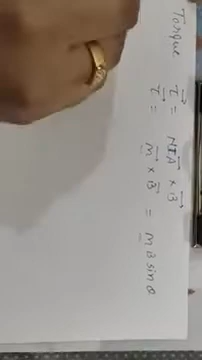 Torque
τ⃗ = NIA⃗ × B⃗
τ⃗ = M⃗ × B⃗ = MB sin θ